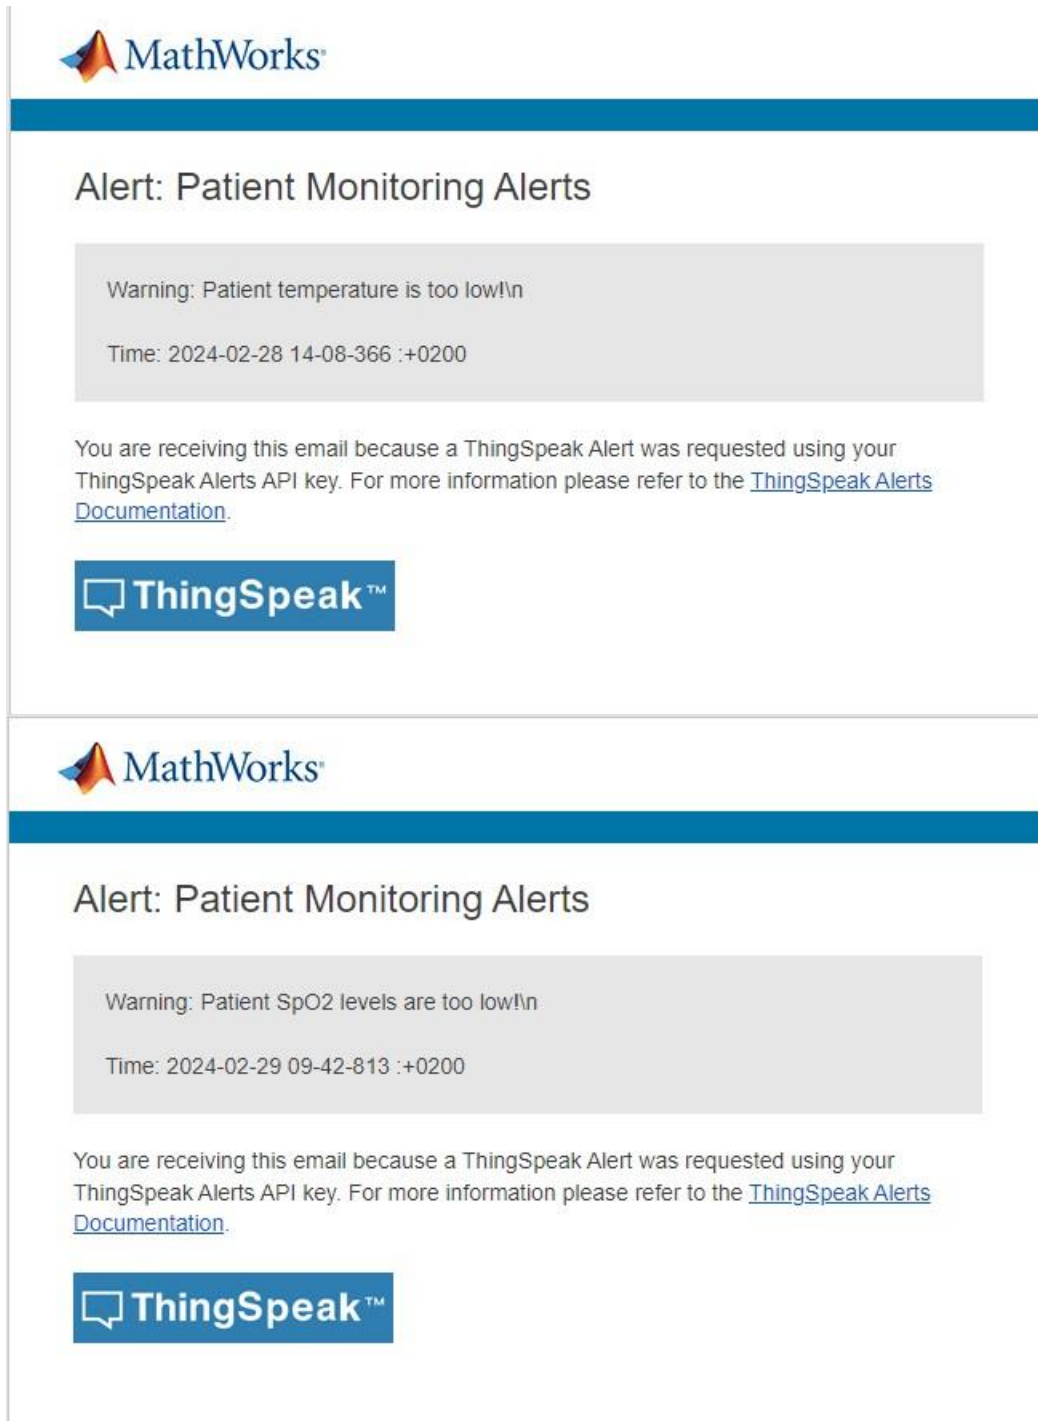 MathWorks®
Alert: Patient Monitoring Alerts
Warning: Patient temperature is too low!\n
Time: 2024-02-28 14-08-366 :+0200
You are receiving this email because a ThingSpeak Alert was requested using your
ThingSpeak Alerts API key. For more information please refer to the ThingSpeak Alerts
Documentation.
ThingSpeak™
MathWorks®
Alert: Patient Monitoring Alerts
Warning: Patient SpO2 levels are too low!\n
Time: 2024-02-29 09-42-813 :+0200
You are receiving this email because a ThingSpeak Alert was requested using your
ThingSpeak Alerts API key. For more information please refer to the ThingSpeak Alerts
Documentation.
ThingSpeak™